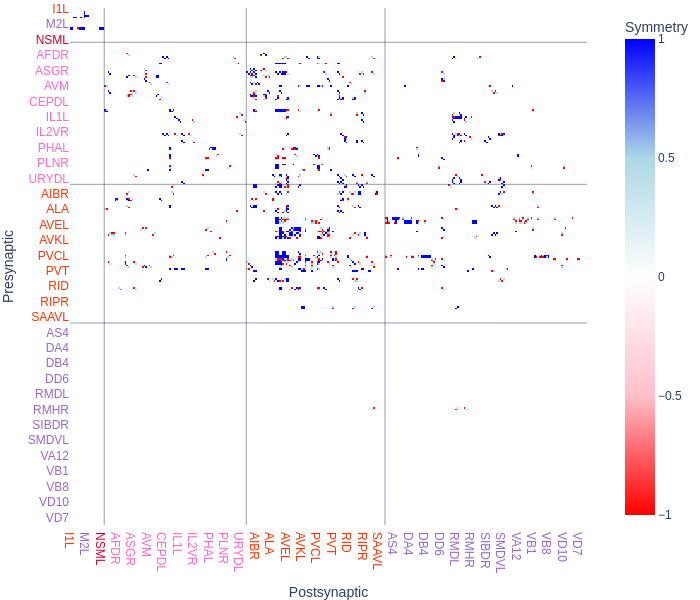 Symmetry
1
0.5
0
−0.5
−1
Presynaptic
I1L
M2L
NSML
AFDR
ASGR
AVM
CEPDL
IL1L
IL2VR
PHAL
PLNR
URYDL
AIBR
ALA
AVEL
AVKL
PVCL
PVT
RID
RIPR
SAAVL
AS4
DA4
DB4
DD6
RMDL
RMHR
SIBDR
SMDVL
VA12
VB1
VB8
VD10
VD7
I1L
M2L
NSML
AFDR
ASGR
AVM
CEPDL
IL1L
IL2VR
PHAL
PLNR
URYDL
AIBR
ALA
AVEL
AVKL
PVCL
PVT
RID
RIPR
SAAVL
AS4
DA4
DB4
DD6
RMDL
RMHR
SIBDR
SMDVL
VA12
VB1
VB8
VD10
VD7
Postsynaptic